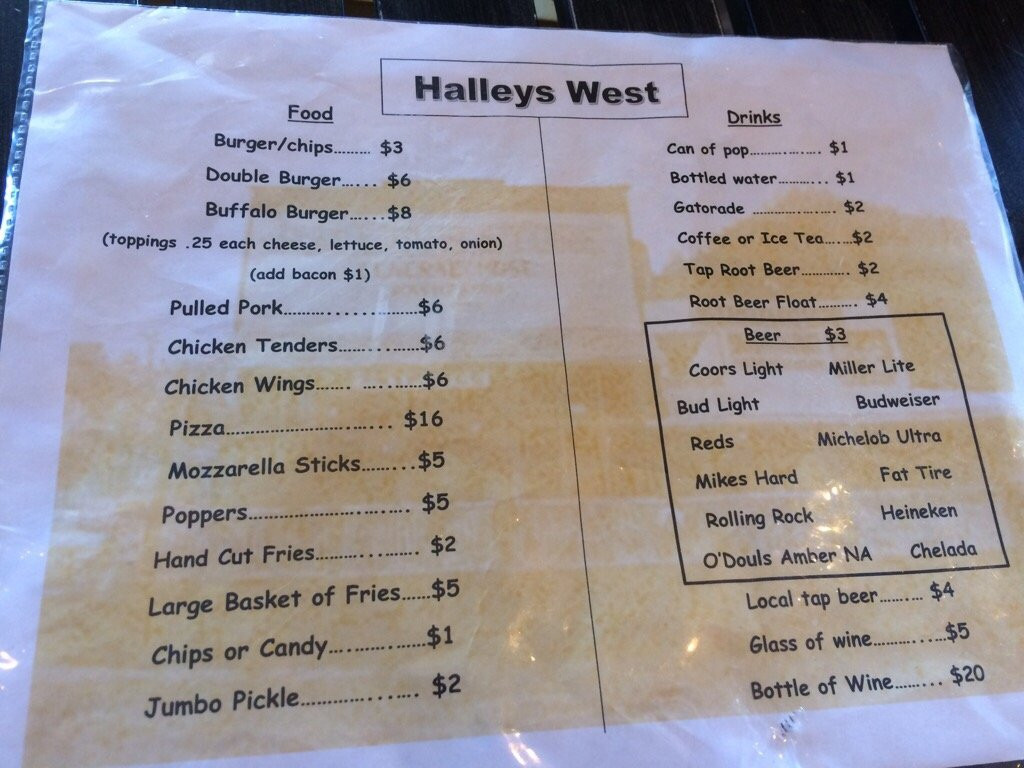 Halleys West
Food
Burger/chips......... $3
Double Burger...... $6
Buffalo Burger......$8
(toppings .25 each cheese, lettuce, tomato, onion)
(add bacon $1)
Pulled Pork........................$6
Chicken Tenders...............$6
Chicken Wings...... ..........$6
Pizza.............................. $16
Mozzarella Sticks.........$5
Poppers............................. $5
Hand Cut Fries................... $2
Large Basket of Fries......$5
Chips or Candy..................$1
Jumbo Pickle..................... $2
Drinks
Can of pop................ $1
Bottled water............ $1
Gatorade .................. $2
Coffee or Ice Tea......$2
Tap Root Beer............ $2
Root Beer Float.......... $4
Beer $3
Coors Light Miller Lite
Bud Light Budweiser
Reds Michelob Ultra
Mikes Hard Fat Tire
Rolling Rock Heineken
O'Douls Amber NA Chelada
Local tap beer......... $4
Glass of wine...............$5
Bottle of Wine........ $20